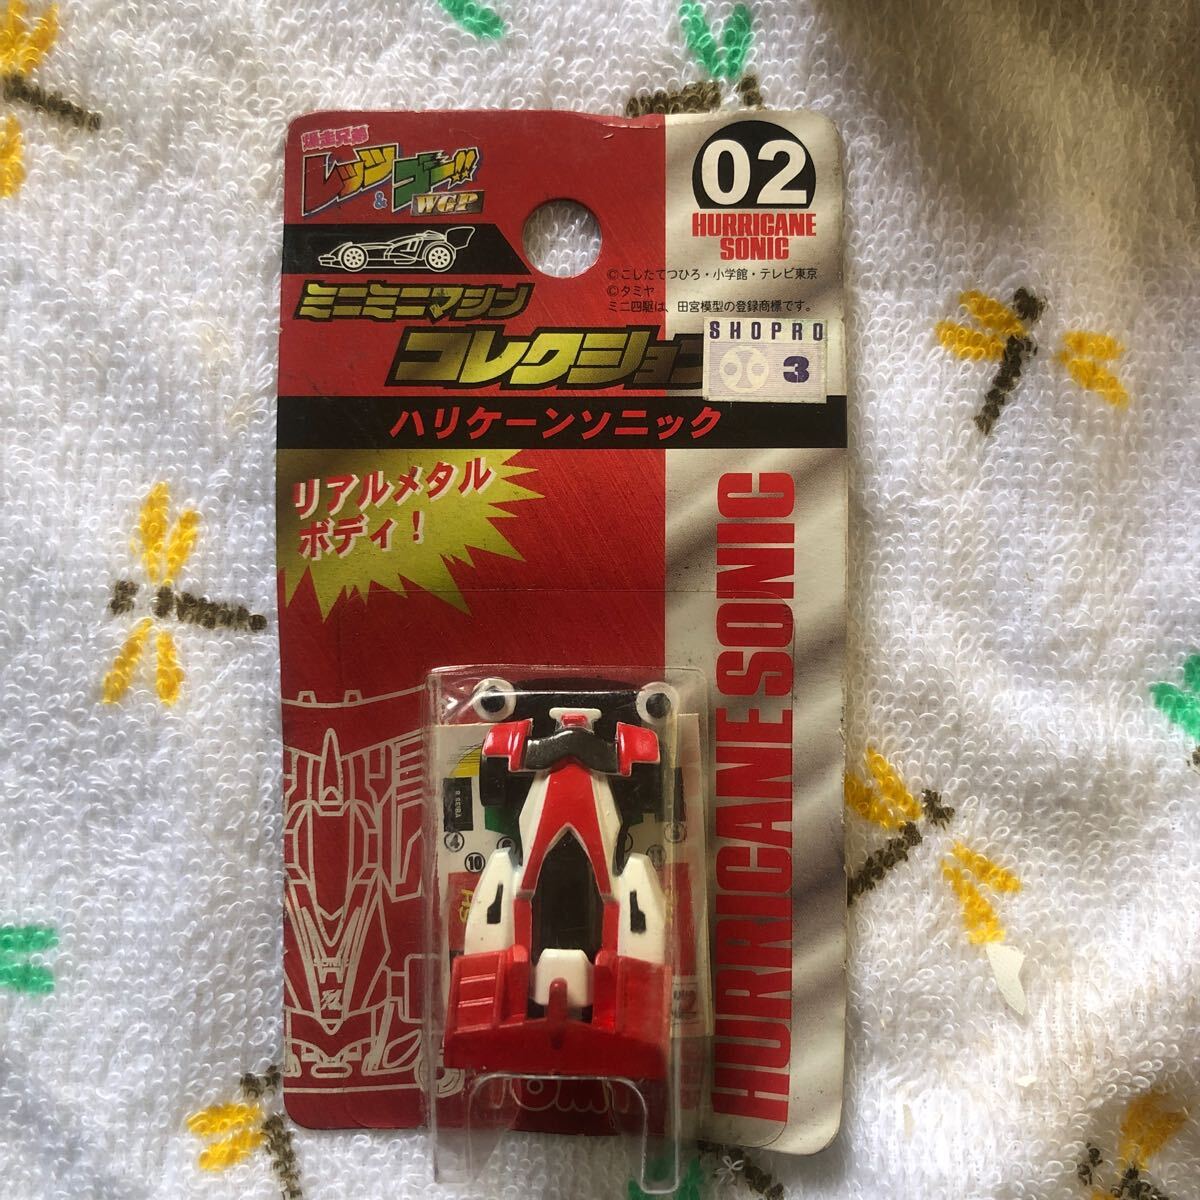 爆走兄弟
レッツ
&
ゴー!!
WGP
02
HURRICANE
SONIC
©こしたてつひろ・小学館・テレビ東京
©タミヤ
ミニ四駆は、田宮模型の登録商標です。
ミニミニマシン
コレクション
SHOPRO
3
ハリケーンソニック
リアルメタル
ボディ!
HURRICANE SONIC
R.SEBA
4
10
TOMY